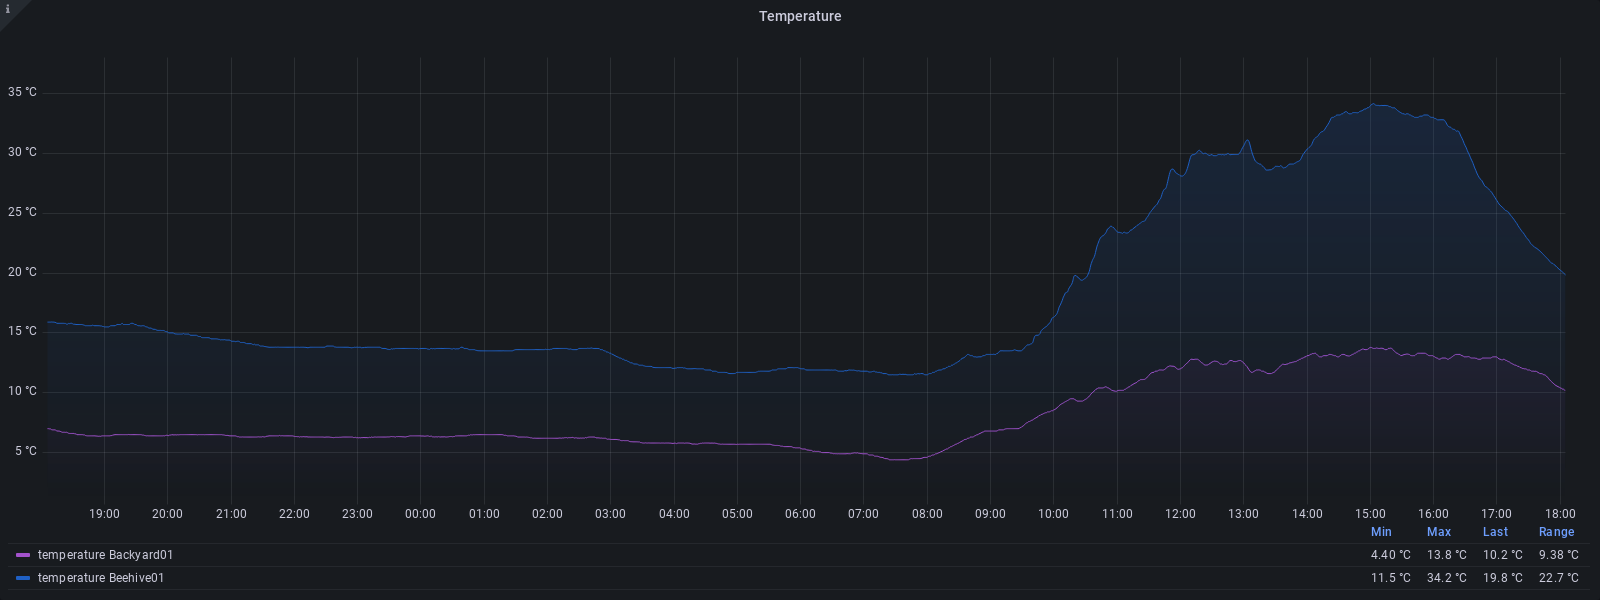 i
Temperature
35 °C
30 °C
25 °C
20 °C
15 °C
10 °C
5 °C
19:00 20:00 21:00 22:00 23:00 00:00 01:00 02:00 03:00 04:00 05:00 06:00 07:00 08:00 09:00 10:00 11:00 12:00 13:00 14:00 15:00 16:00 17:00 18:00
Min Max Last Range
temperature Backyard01 4.40 °C 13.8 °C 10.2 °C 9.38 °C
temperature Beehive01 11.5 °C 34.2 °C 19.8 °C 22.7 °C